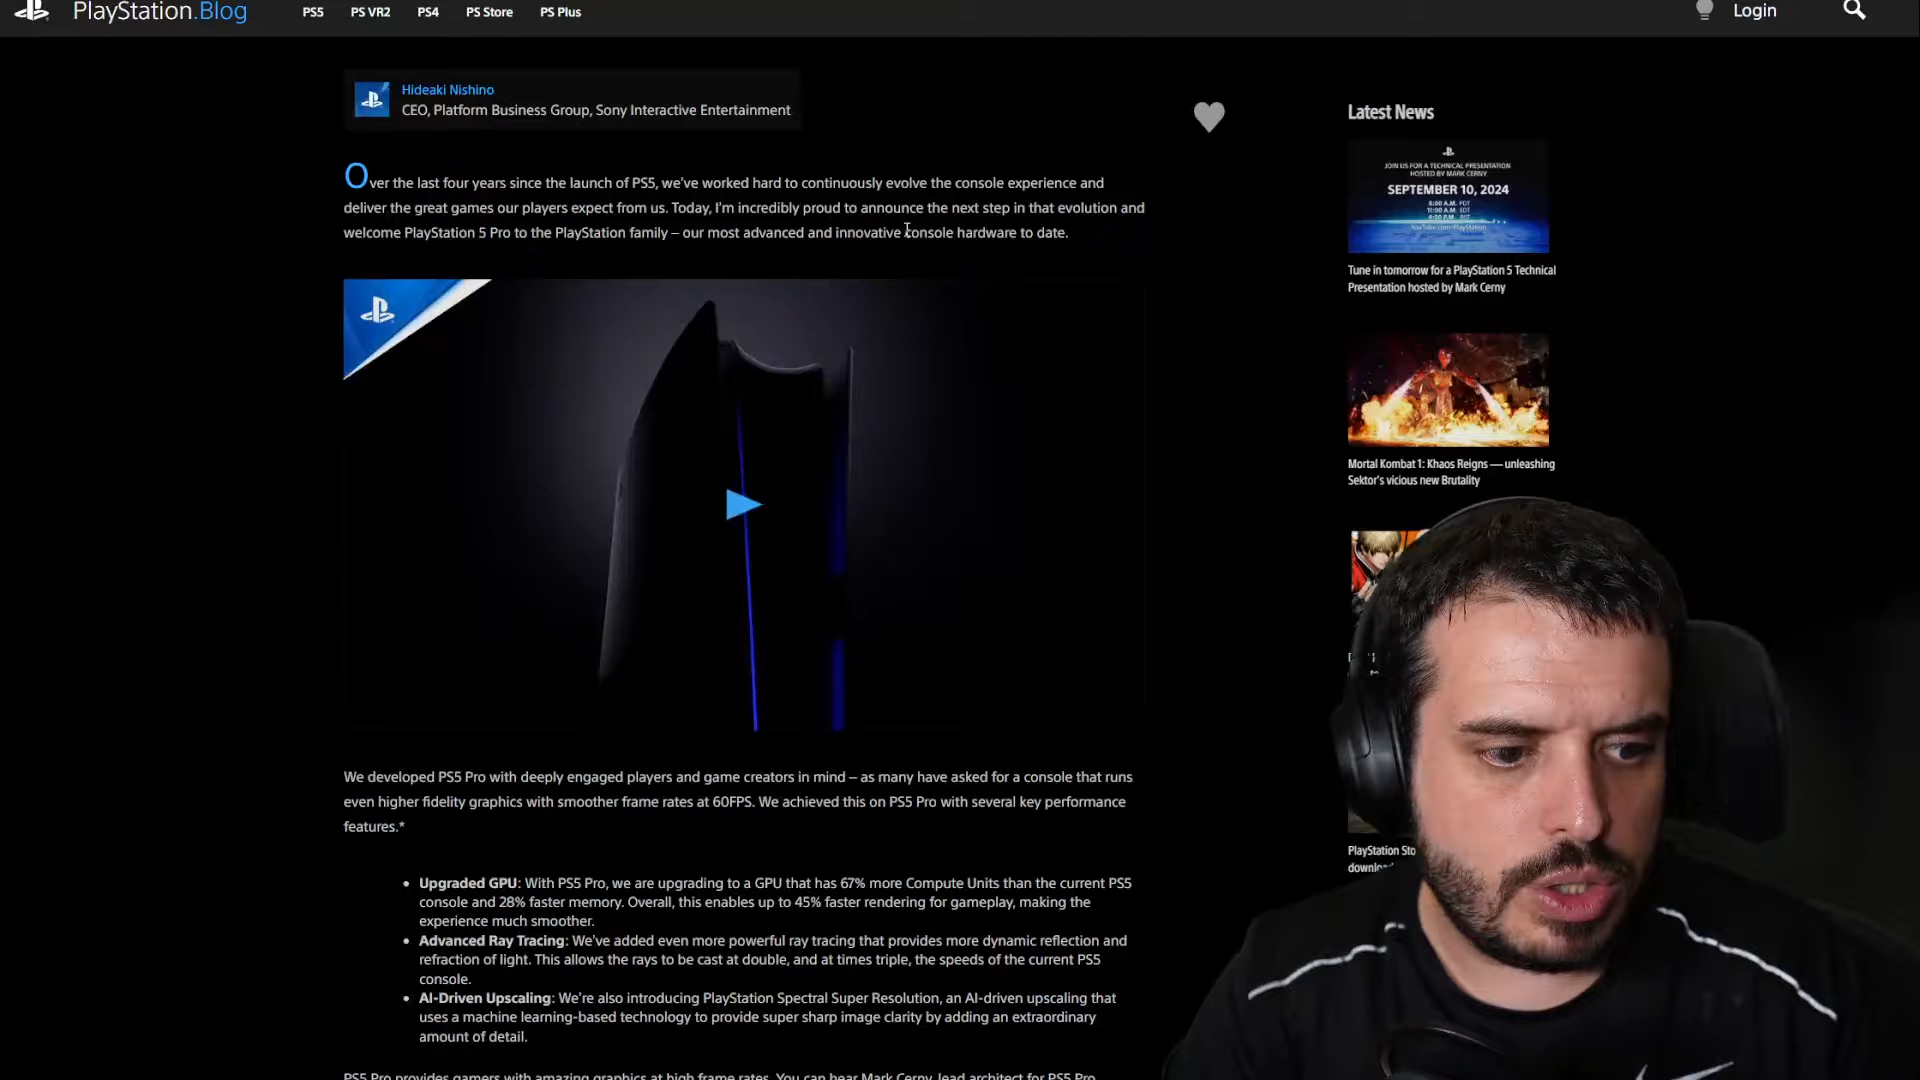 PlayStation.Blog
PS5
PS VR2
PS4
PS Store
PS Plus
Login
Hideaki Nishino
CEO, Platform Business Group, Sony Interactive Entertainment
Over the last four years since the launch of PS5, we've worked hard to continuously evolve the console experience and
deliver the great games our players expect from us. Today, I'm incredibly proud to announce the next step in that evolution and
welcome PlayStation 5 Pro to the PlayStation family – our most advanced and innovative console hardware to date.
We developed PS5 Pro with deeply engaged players and game creators in mind – as many have asked for a console that runs
even higher fidelity graphics with smoother frame rates at 60FPS. We achieved this on PS5 Pro with several key performance
features.*
• Upgraded GPU: With PS5 Pro, we are upgrading to a GPU that has 67% more Compute Units than the current PS5
console and 28% faster memory. Overall, this enables up to 45% faster rendering for gameplay, making the
experience much smoother.
• Advanced Ray Tracing: We've added even more powerful ray tracing that provides more dynamic reflection and
refraction of light. This allows the rays to be cast at double, and at times triple, the speeds of the current PS5
console.
• AI-Driven Upscaling: We're also introducing PlayStation Spectral Super Resolution, an AI-driven upscaling that
uses a machine learning-based technology to provide super sharp image clarity by adding an extraordinary
amount of detail.
PS5 Pro provides gamers with amazing graphics at high frame rates. You can hear Mark Cerny, lead architect for PS5 Pro
Latest News
JOIN US FOR A TECHNICAL PRESENTATION
HOSTED BY MARK CERNY
SEPTEMBER 10, 2024
8:00 A.M. PDT
11:00 A.M. EDT
4:00 P.M. BST
YouTube.com/PlayStation
Tune in tomorrow for a PlayStation 5 Technical
Presentation hosted by Mark Cerny
Mortal Kombat 1: Khaos Reigns — unleashing
Sektor's vicious new Brutality
PlayStation Sto
downloa